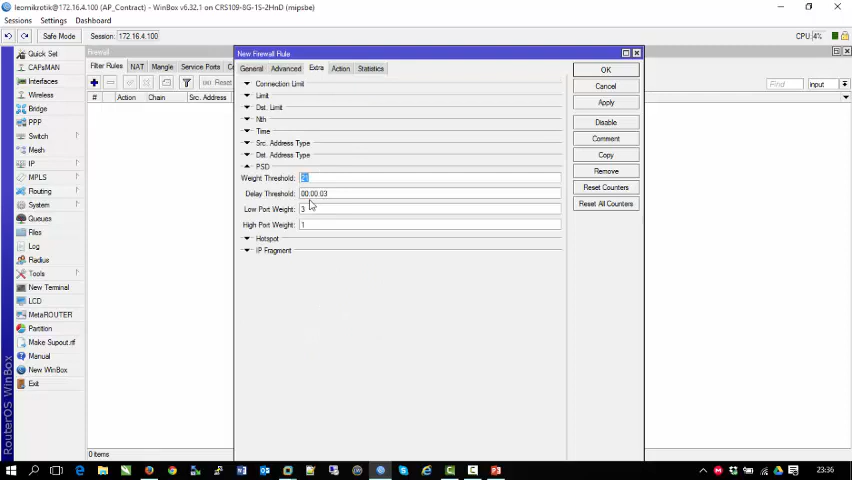 leomikrotik@172.16.4.100 (AP_Contract) - WinBox v6.32.1 on CRS109-8G-1S-2HnD (mipsbe)
Sessions Settings Dashboard
Safe Mode Session: 172.16.4.100 CPU: 4%
Quick Set
CAPsMAN
Interfaces
Wireless
Bridge
PPP
Switch
Mesh
IP
MPLS
Routing
System
Queues
Files
Log
Radius
Tools
New Terminal
LCD
MetaROUTER
Partition
Make Supout.rif
Manual
New WinBox
Exit
RouterOS WinBox
Firewall
Filter Rules NAT Mangle Service Ports
Reset
Find input
# Action Chain Src. Address
0 items
New Firewall Rule
General Advanced Extra Action Statistics
Connection Limit
Limit
Dst. Limit
Nth
Time
Src. Address Type
Dst. Address Type
PSD
Weight Threshold: 21
Delay Threshold: 00:00:03
Low Port Weight: 3
High Port Weight: 1
Hotspot
IP Fragment
OK
Cancel
Apply
Disable
Comment
Copy
Remove
Reset Counters
Reset All Counters
23:36